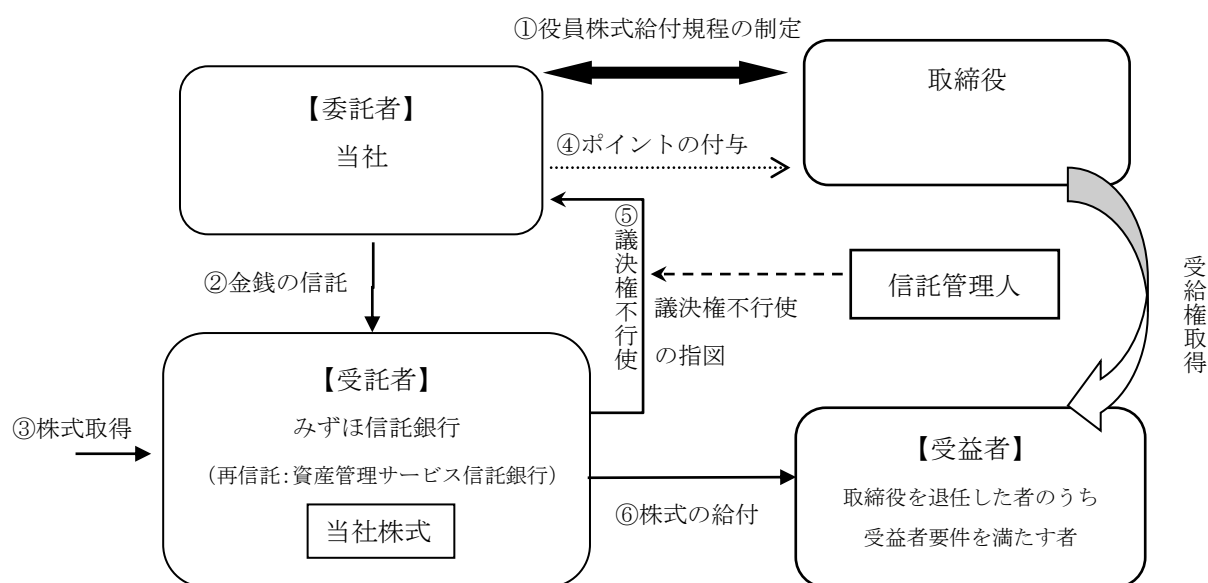 ①役員株式給付規程の制定
【委託者】
当社
取締役
④ポイントの付与
②金銭の信託
⑤議決権不行使
議決権不行使
の指図
信託管理人
受給権取得
③株式取得
【受託者】
みずほ信託銀行
(再信託:資産管理サービス信託銀行)
当社株式
⑥株式の給付
【受益者】
取締役を退任した者のうち
受益者要件を満たす者